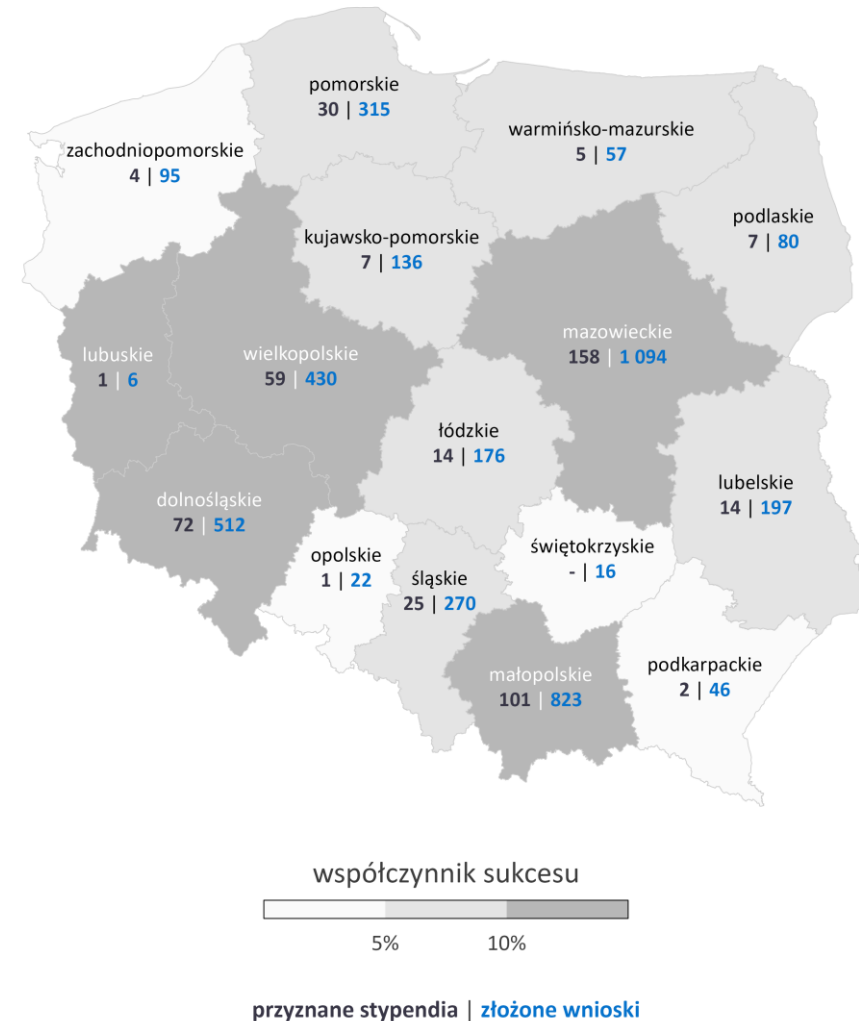 pomorskie
30 | 315
warmińsko-mazurskie
5 | 57
zachodniopomorskie
4 | 95
podlaskie
7 | 80
kujawsko-pomorskie
7 | 136
mazowieckie
158 | 1 094
lubuskie
1 | 6
wielkopolskie
59 | 430
łódzkie
14 | 176
lubelskie
14 | 197
dolnośląskie
72 | 512
opolskie
1 | 22
śląskie
25 | 270
świętokrzyskie
- | 16
małopolskie
101 | 823
podkarpackie
2 | 46
współczynnik sukcesu
5% 10%
przyznane stypendia | złożone wnioski